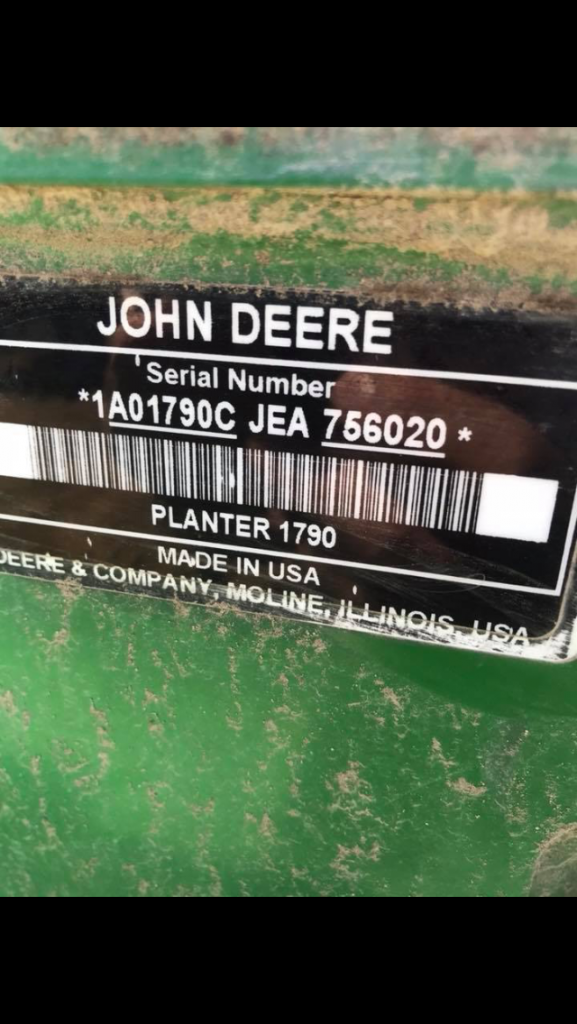 JOHN DEERE
Serial Number
*1A01790C JEA 756020 *
PLANTER 1790
MADE IN USA
DEERE & COMPANY, MOLINE, ILLINOIS, USA